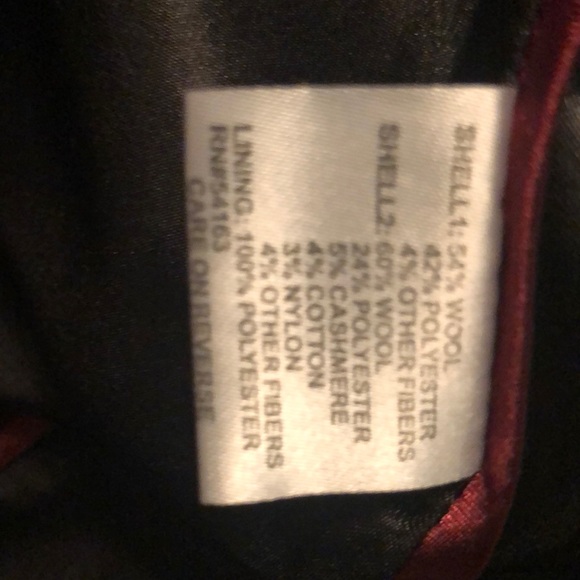 SHELL1: 54% WOOL
42% POLYESTER
4% OTHER FIBERS
SHELL2: 60% WOOL
24% POLYESTER
5% CASHMERE
4% COTTON
3% NYLON
4% OTHER FIBERS
LINING: 100% POLYESTER
RN#54163
CARE ON REVERSE